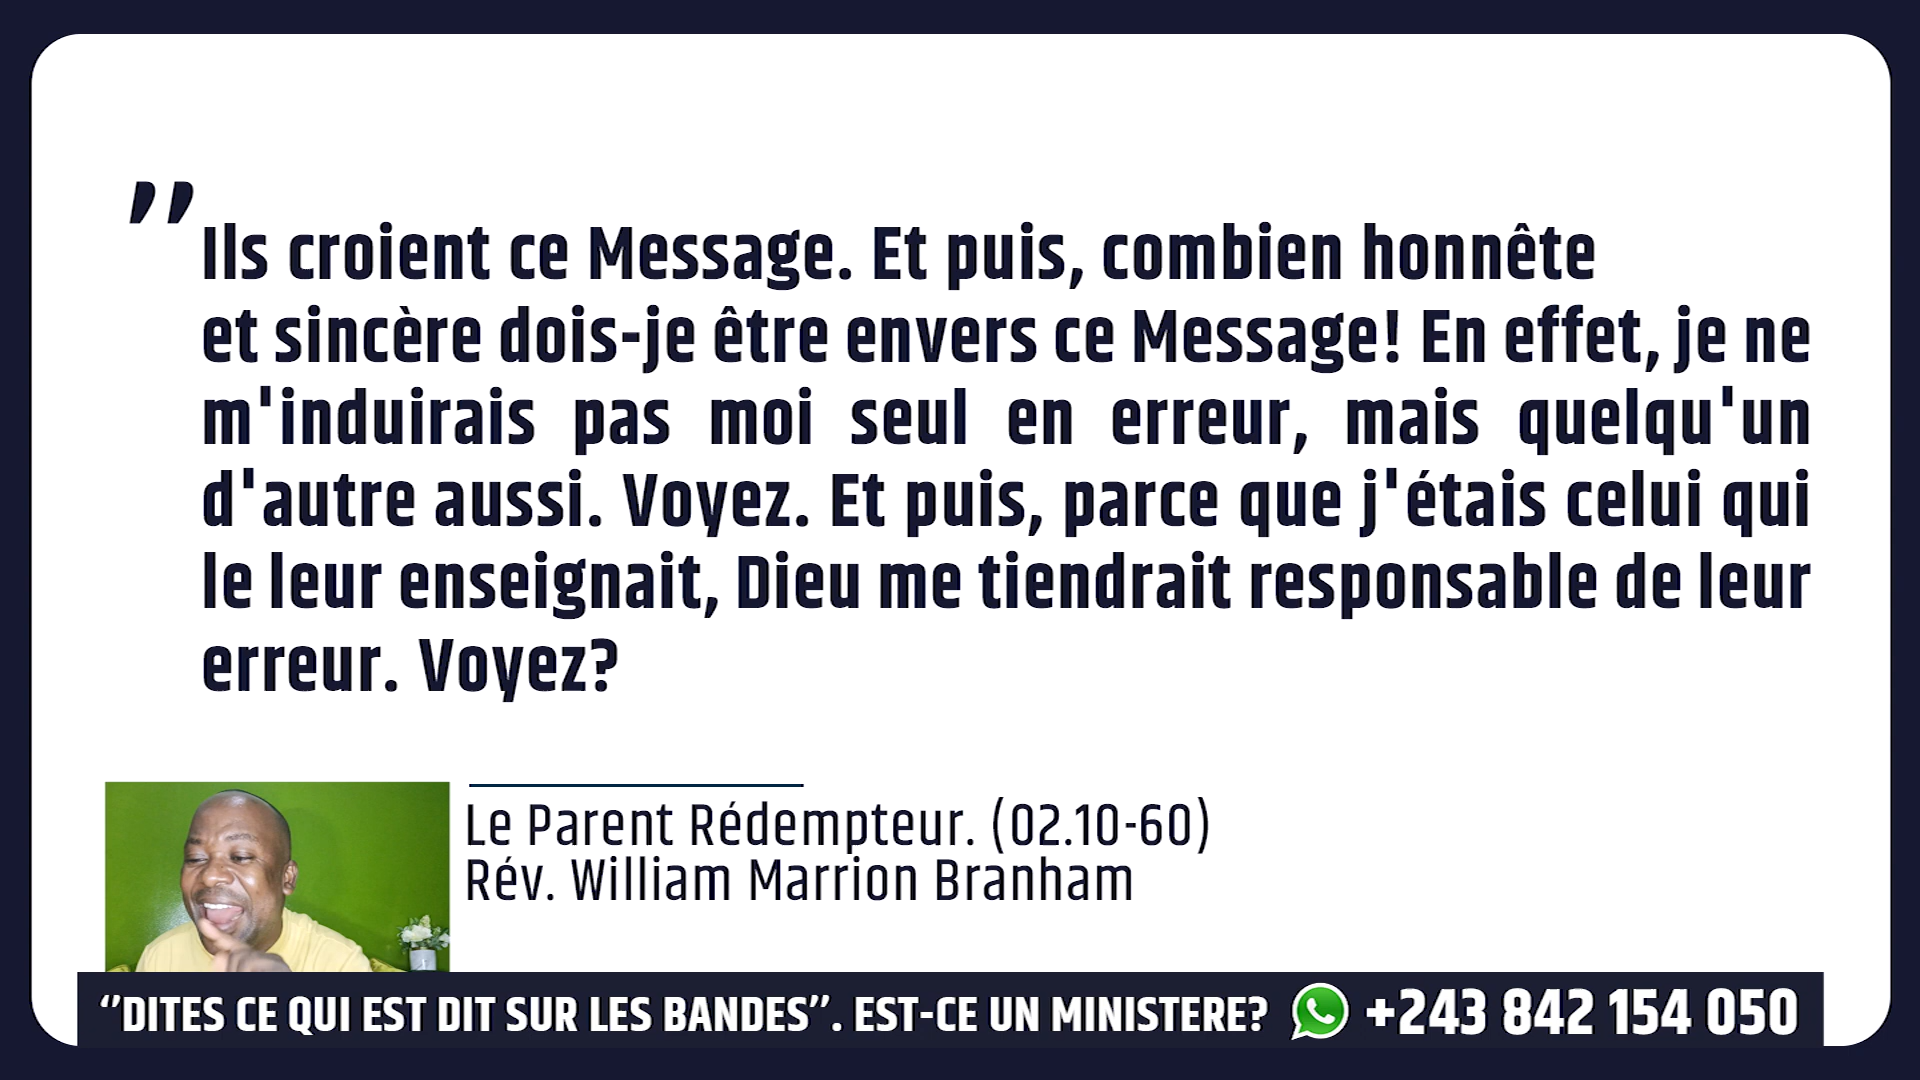 ’’
Ils croient ce Message. Et puis, combien honnête
et sincère dois-je être envers ce Message! En effet, je ne
m'induirais pas moi seul en erreur, mais quelqu'un
d'autre aussi. Voyez. Et puis, parce que j'étais celui qui
le leur enseignait, Dieu me tiendrait responsable de leur
erreur. Voyez?
Le Parent Rédempteur. (02.10-60)
Rév. William Marrion Branham
‘’DITES CE QUI EST DIT SUR LES BANDES’’. EST-CE UN MINISTERE? +243 842 154 050